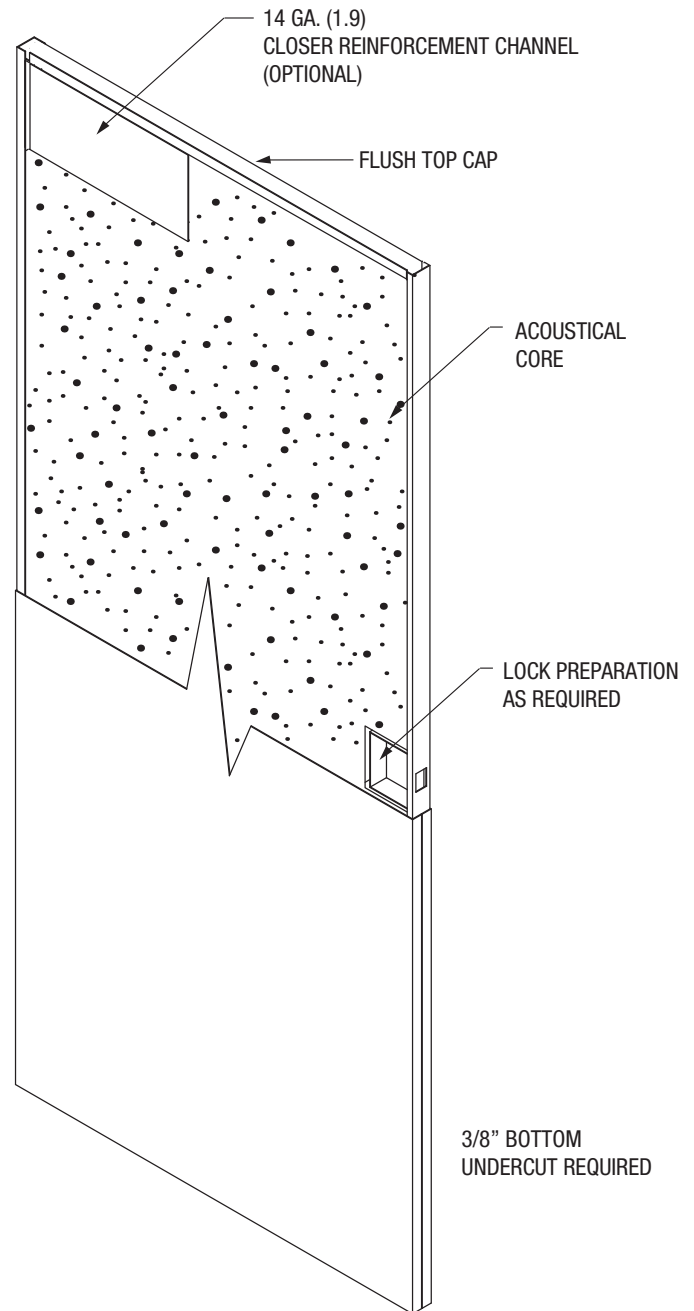 14 GA. (1.9)
CLOSER REINFORCEMENT CHANNEL
(OPTIONAL)
FLUSH TOP CAP
ACOUSTICAL
CORE
LOCK PREPARATION
AS REQUIRED
3/8” BOTTOM
UNDERCUT REQUIRED